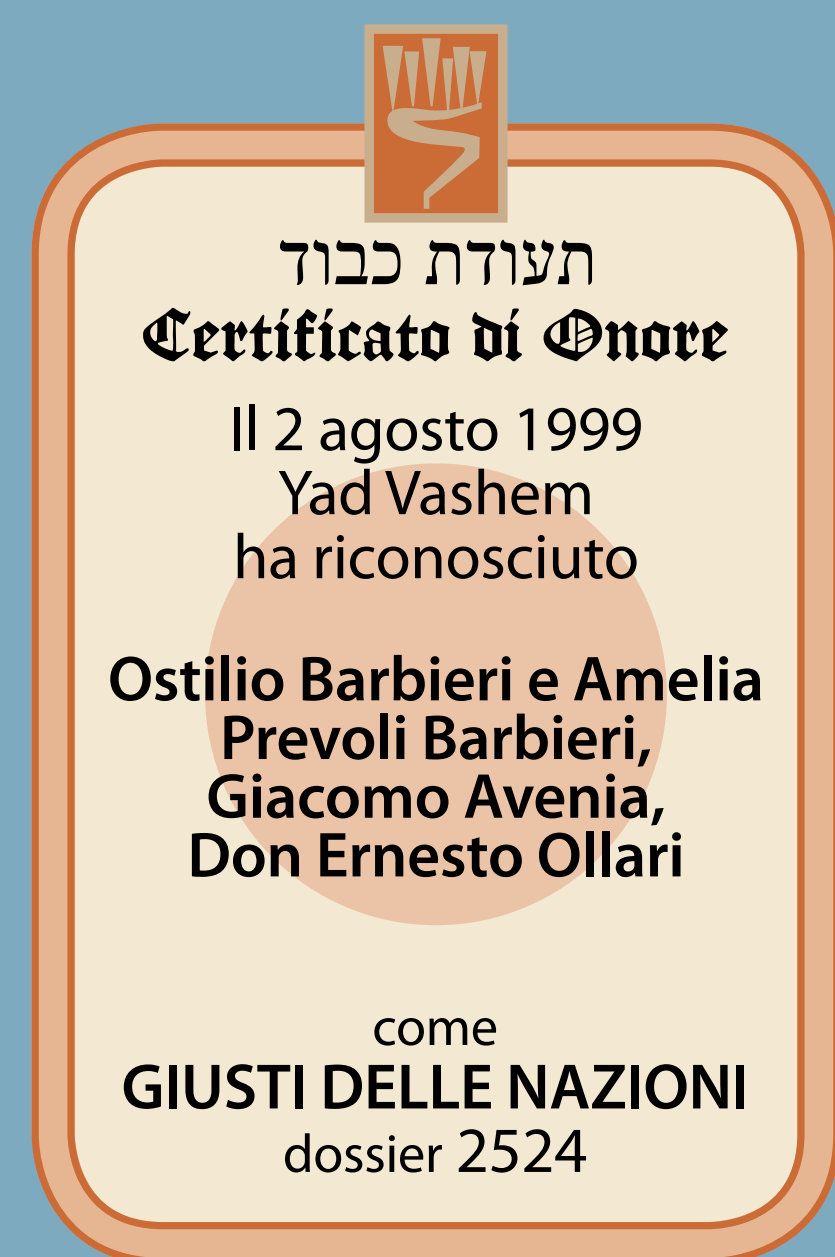 תעודת כבוד
Certificato di Onore
Il 2 agosto 1999
Yad Vashem
ha riconosciuto
Ostilio Barbieri e Amelia
Prevoli Barbieri,
Giacomo Avenia,
Don Ernesto Ollari
come
GIUSTI DELLE NAZIONI
dossier 2524